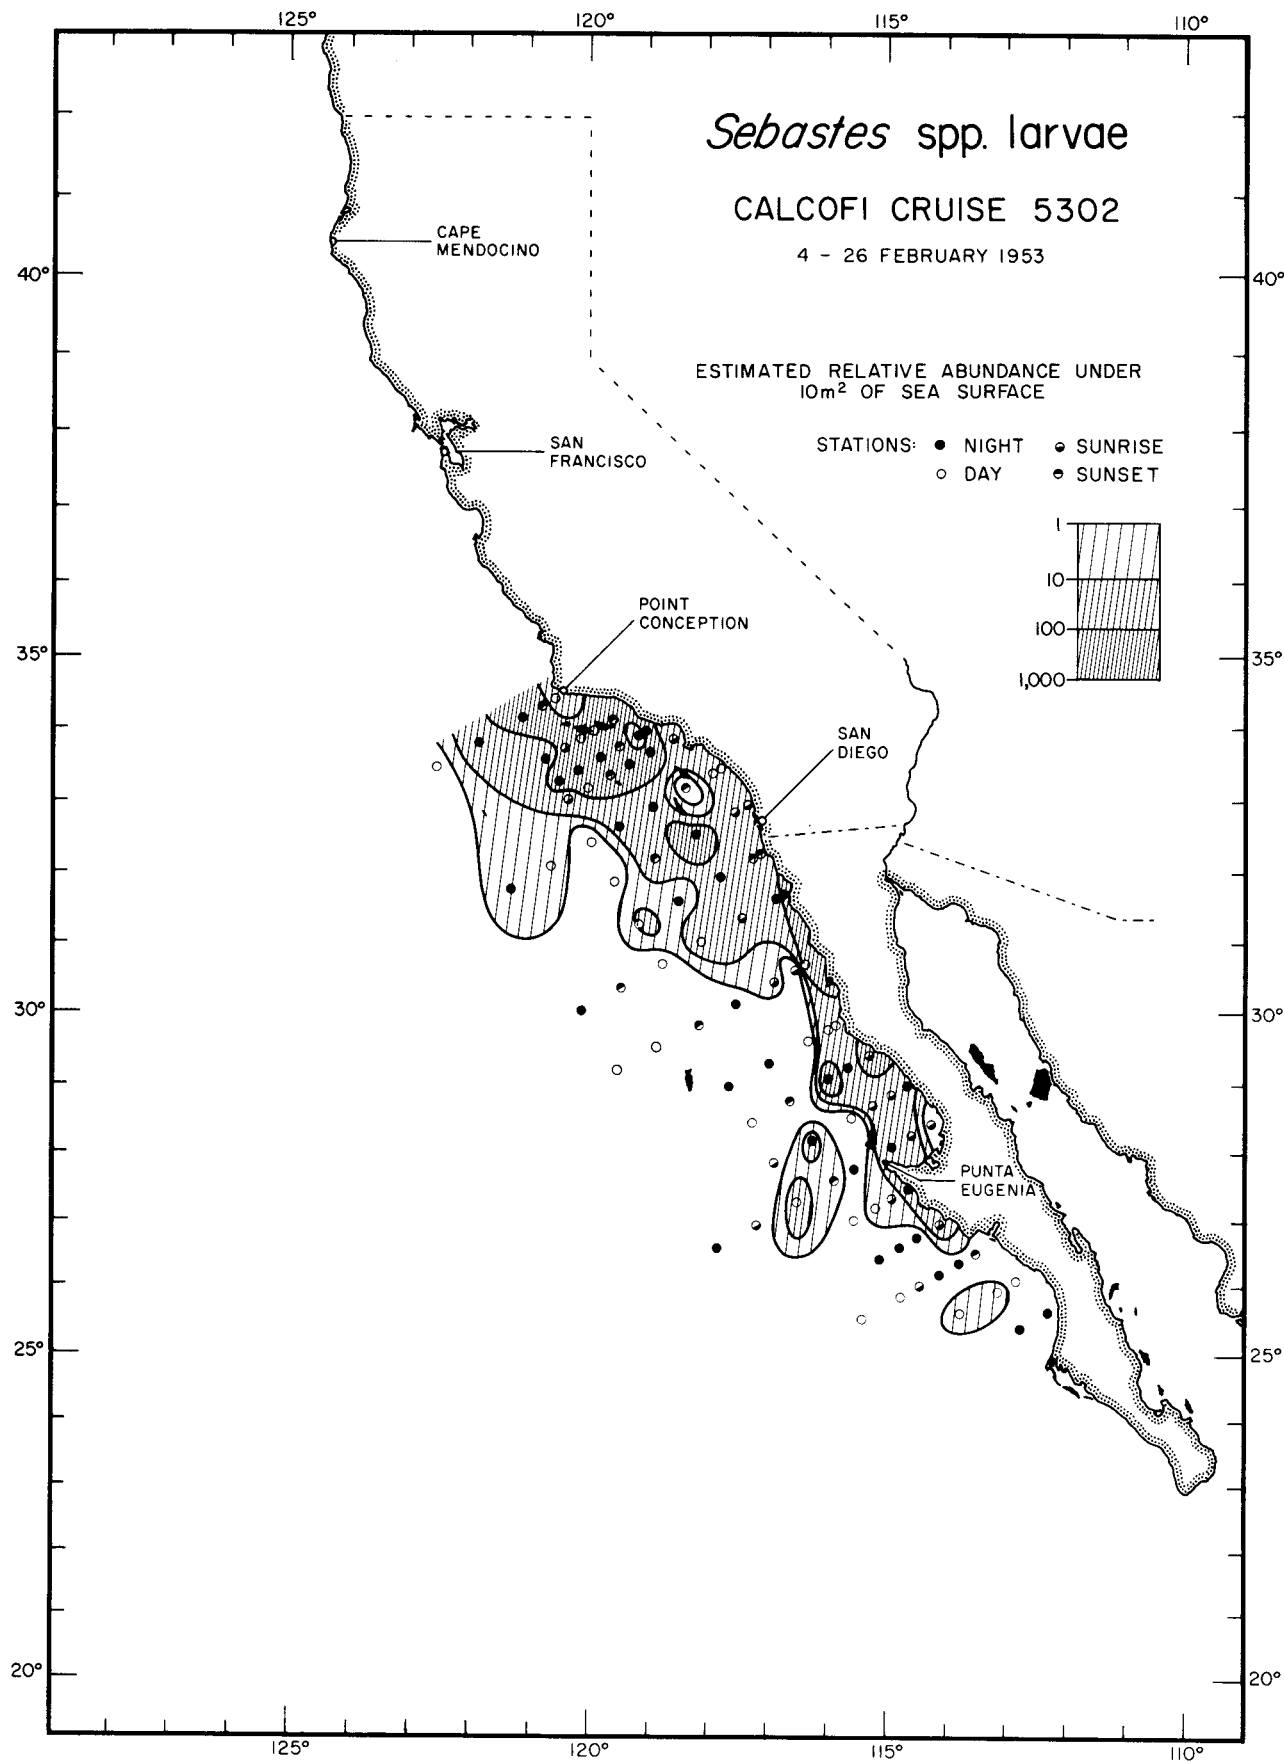 125° 120° 115° 110°
Sebastes spp. larvae
CALCOFI CRUISE 5302
4 - 26 FEBRUARY 1953
CAPE
MENDOCINO
40° 40°
ESTIMATED RELATIVE ABUNDANCE UNDER
10m² OF SEA SURFACE
STATIONS: NIGHT SUNRISE
DAY SUNSET
SAN
FRANCISCO
1
10
100
1,000
POINT
CONCEPTION
35° 35°
SAN
DIEGO
30° 30°
PUNTA
EUGENIA
25° 25°
20° 20°
125° 120° 115° 110°